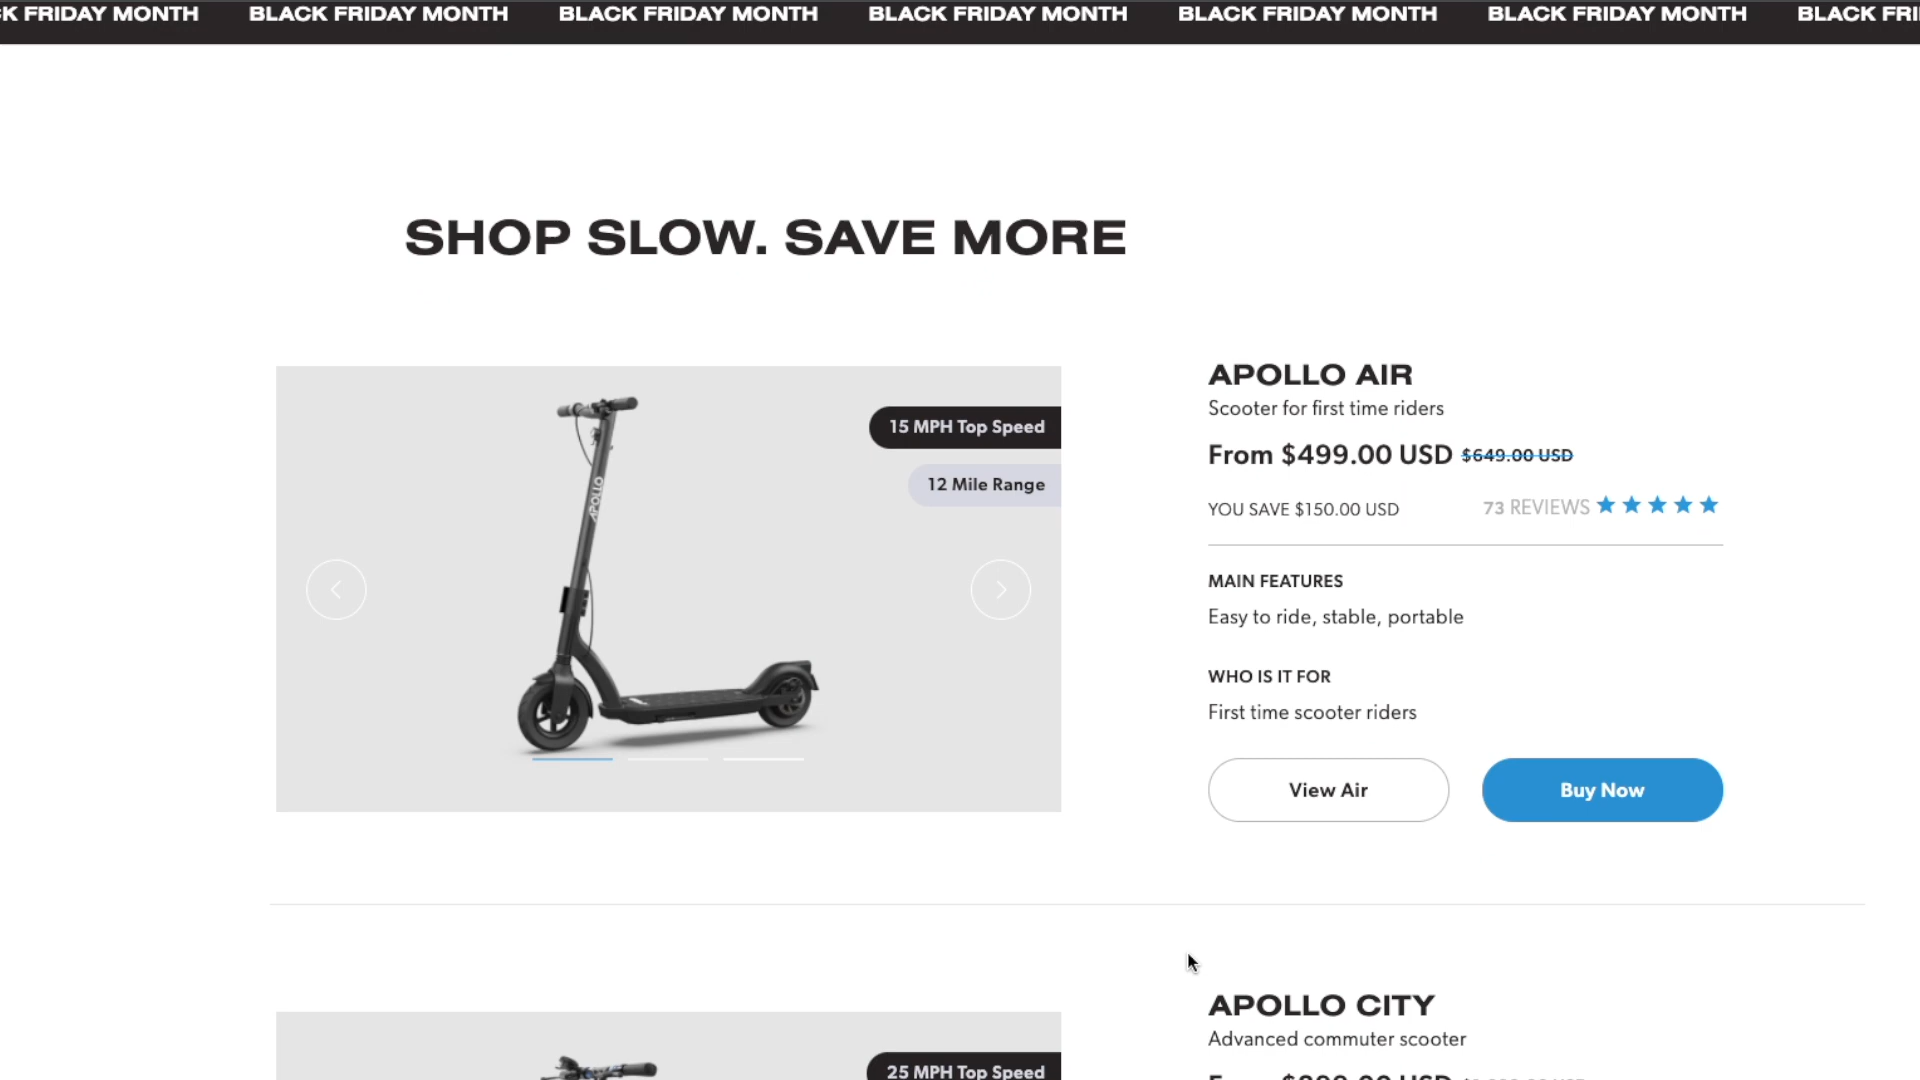 BLACK FRIDAY MONTH BLACK FRIDAY MONTH BLACK FRIDAY MONTH BLACK FRIDAY MONTH BLACK FRIDAY MONTH
SHOP SLOW. SAVE MORE
APOLLO
15 MPH Top Speed
12 Mile Range
APOLLO AIR
Scooter for first time riders
From $499.00 USD $649.00 USD
YOU SAVE $150.00 USD
73 REVIEWS
MAIN FEATURES
Easy to ride, stable, portable
WHO IS IT FOR
First time scooter riders
View Air
Buy Now
25 MPH Top Speed
APOLLO CITY
Advanced commuter scooter